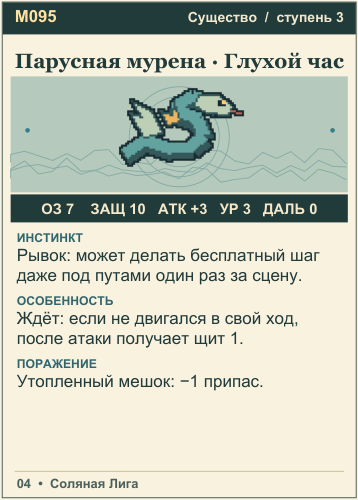 M095 Существо / ступень 3
Парусная мурена · Глухой час
ОЗ 7 ЗАЩ 10 АТК +3 УР 3 ДАЛЬ 0
ИНСТИНКТ
Рывок: может делать бесплатный шаг
даже под путами один раз за сцену.
ОСОБЕННОСТЬ
Ждёт: если не двигался в свой ход,
после атаки получает щит 1.
ПОРАЖЕНИЕ
Утопленный мешок: −1 припас.
04 • Соляная Лига